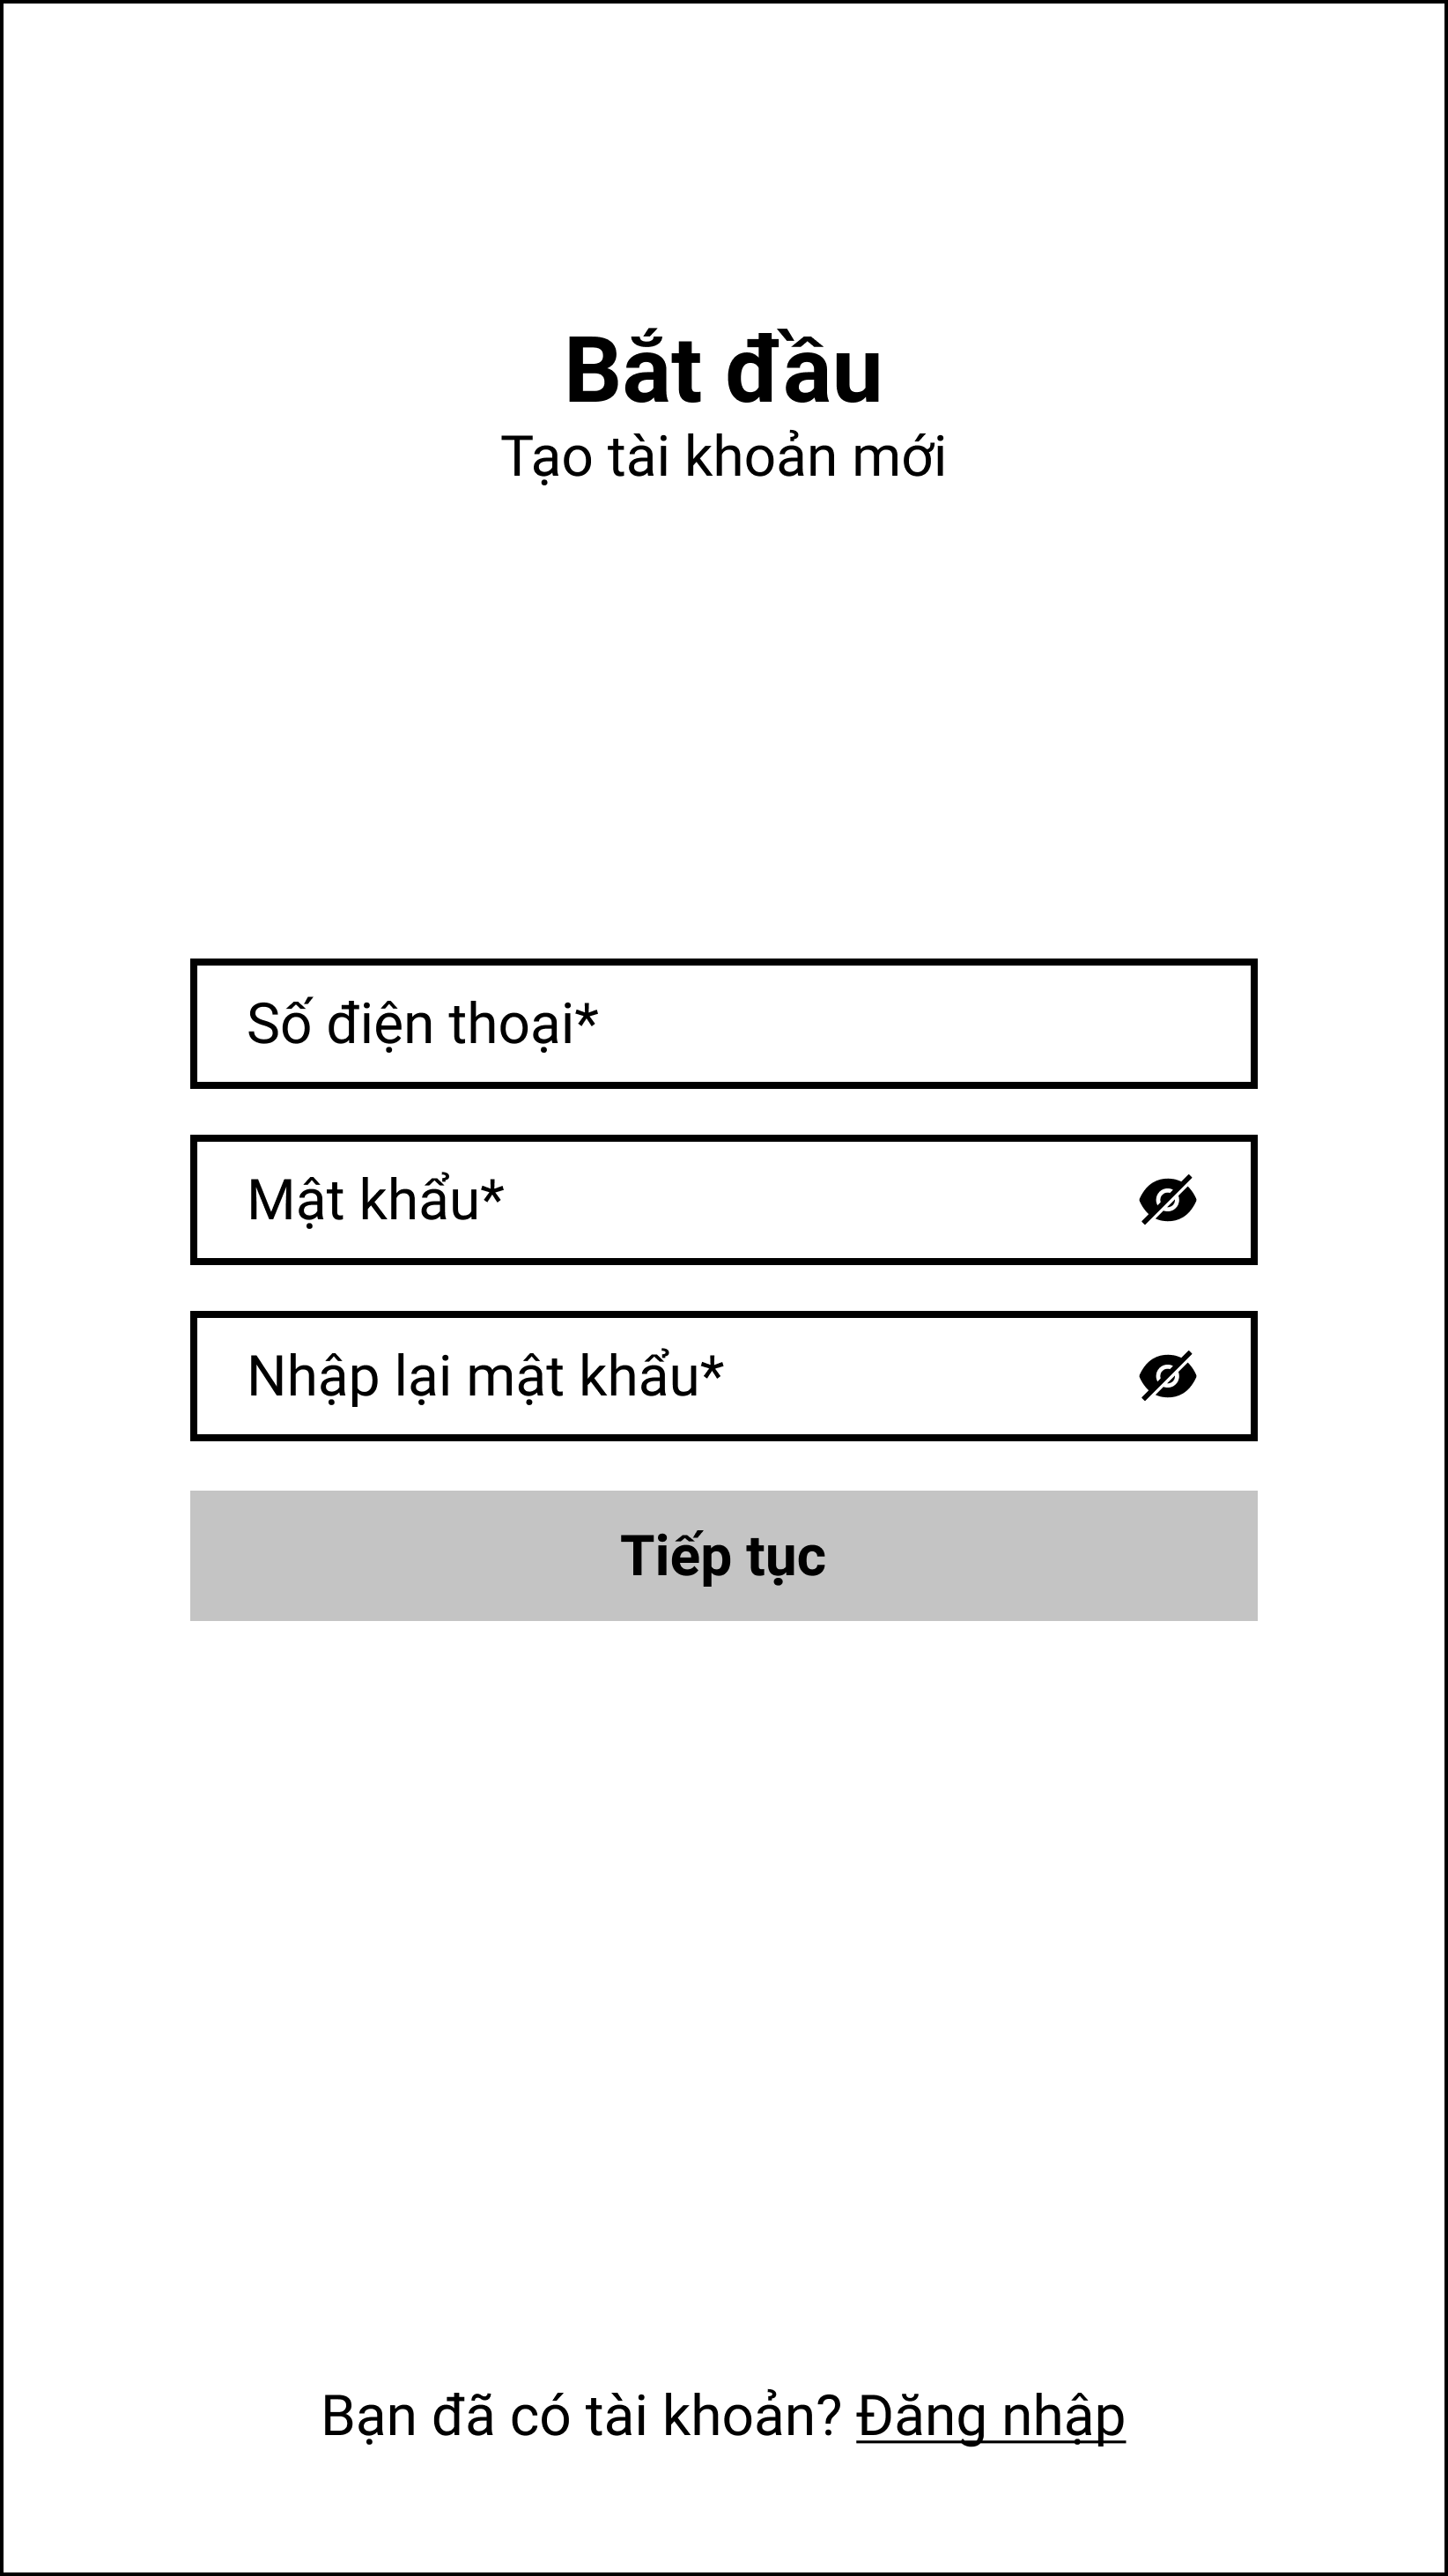 Bắt đầu
Tạo tài khoản mới
Số điện thoại*
Mật khẩu*
Nhập lại mật khẩu*
Tiếp tục
Bạn đã có tài khoản? Đăng nhập